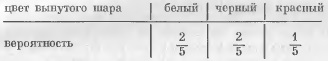 цвет вынутого шара | белый | черный | красный
вероятность | 2/5 | 2/5 | 1/5